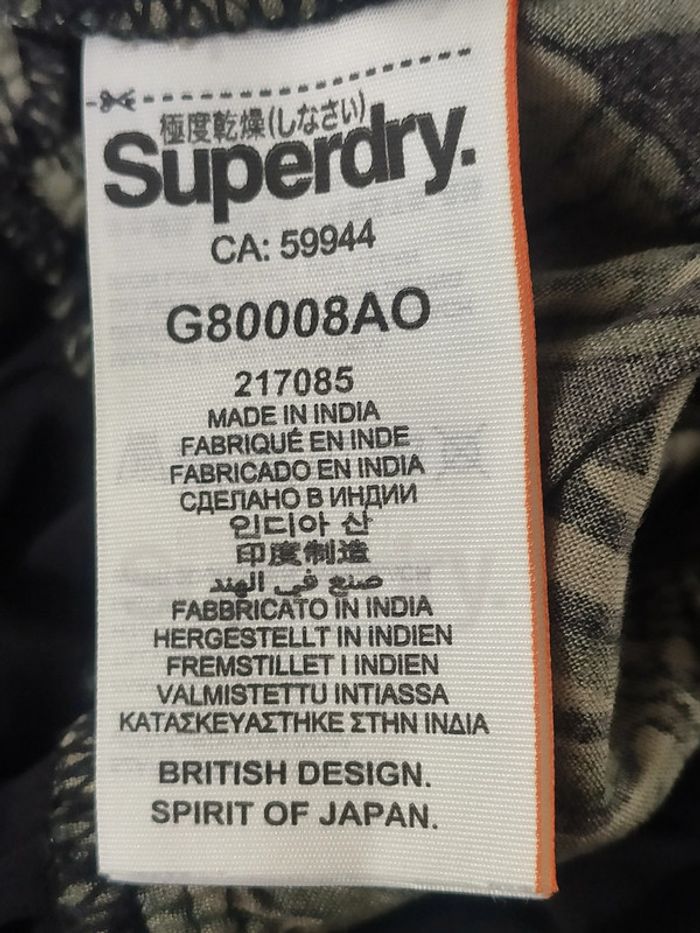 極度乾燥(しなさい)
Superdry.
CA: 59944
G80008AO
217085
MADE IN INDIA
FABRIQUÉ EN INDE
FABRICADO EN INDIA
СДЕЛАНО В ИНДИИ
인디아 산
印度制造
صنع في الهند
FABBRICATO IN INDIA
HERGESTELLT IN INDIEN
FREMSTILLET I INDIEN
VALMISTETTU INTIASSA
ΚΑΤΑΣΚΕΥΑΣΤΗΚΕ ΣΤΗΝ ΙΝΔΙΑ
BRITISH DESIGN.
SPIRIT OF JAPAN.